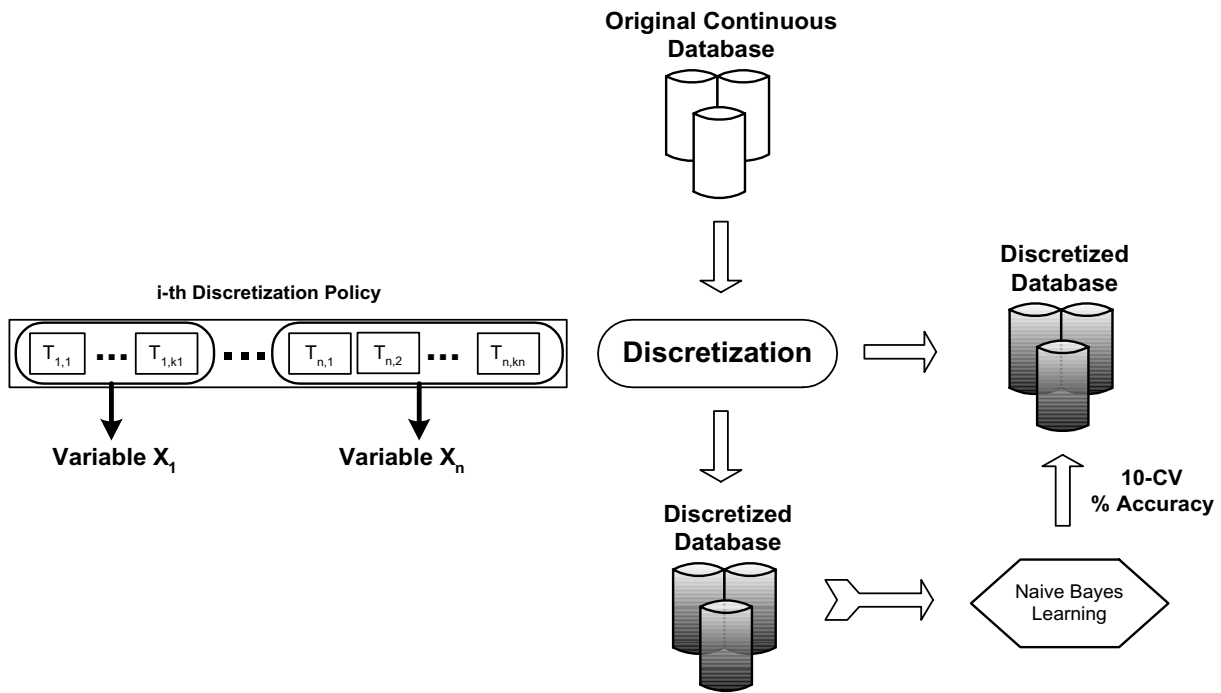 Original Continuous
Database
i-th Discretization Policy
T1,1 ... T1,k1 ... Tn,1 Tn,2 ... Tn,kn
Variable X1
Variable Xn
Discretization
Discretized
Database
10-CV
% Accuracy
Discretized
Database
Naive Bayes
Learning